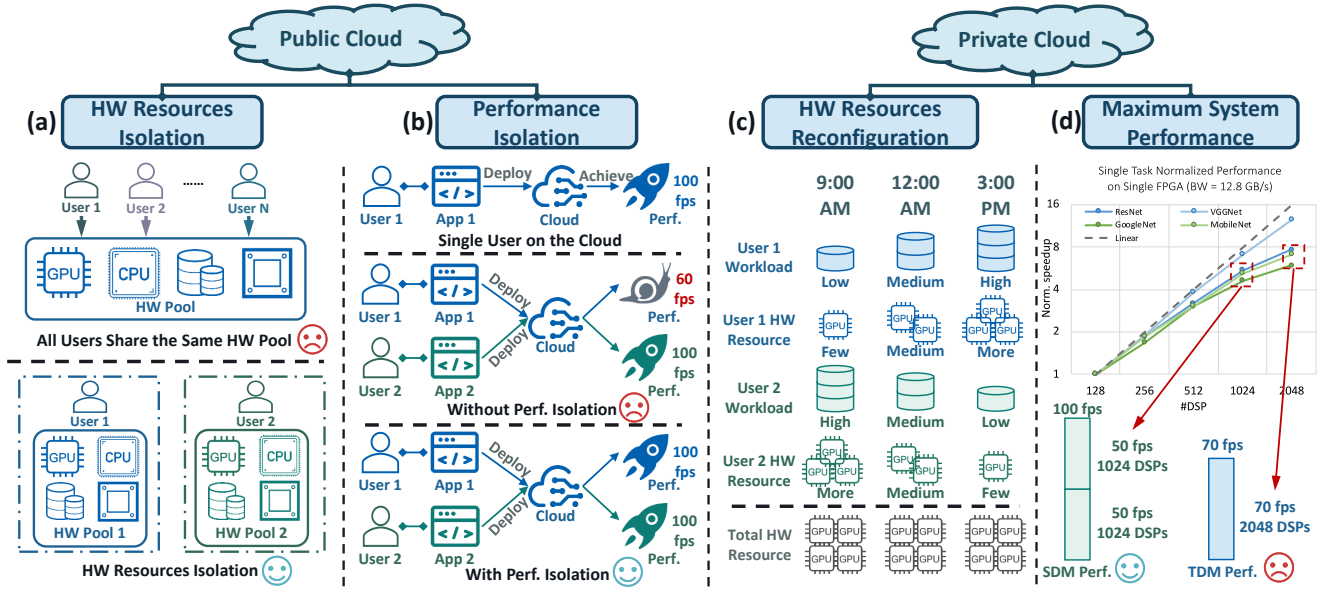 Public Cloud
Private Cloud
(a)
HW Resources
Isolation
User 1
User 2
......
User N
GPU
CPU
HW Pool
All Users Share the Same HW Pool
User 1
GPU
CPU
HW Pool 1
User 2
GPU
CPU
HW Pool 2
HW Resources Isolation
(b)
Performance
Isolation
User 1
App 1
Deploy
Cloud
Achieve
100
fps
Perf.
Single User on the Cloud
User 1
App 1
Deploy
60
fps
Perf.
Cloud
User 2
App 2
Deploy
100
fps
Perf.
Without Perf. Isolation
User 1
App 1
Deploy
100
fps
Perf.
Cloud
User 2
App 2
Deploy
100
fps
Perf.
With Perf. Isolation
(c)
HW Resources
Reconfiguration
9:00
AM
12:00
AM
3:00
PM
User 1
Workload
Low
Medium
High
User 1 HW
Resource
GPU
Few
GPU
GPU
Medium
GPU
GPU
GPU
More
User 2
Workload
High
Medium
Low
User 2 HW
Resource
GPU
GPU
GPU
More
GPU
GPU
Medium
GPU
Few
Total HW
Resource
GPU GPU
GPU GPU
GPU GPU
GPU GPU
GPU GPU
GPU GPU
(d)
Maximum System
Performance
Single Task Normalized Performance
on Single FPGA (BW = 12.8 GB/s)
ResNet
VGGNet
GoogleNet
MobileNet
Linear
Norm. speedup
16
8
4
2
1
128
256
512
1024
2048
#DSP
100 fps
50 fps
1024 DSPs
50 fps
1024 DSPs
SDM Perf.
70 fps
70 fps
2048 DSPs
TDM Perf.